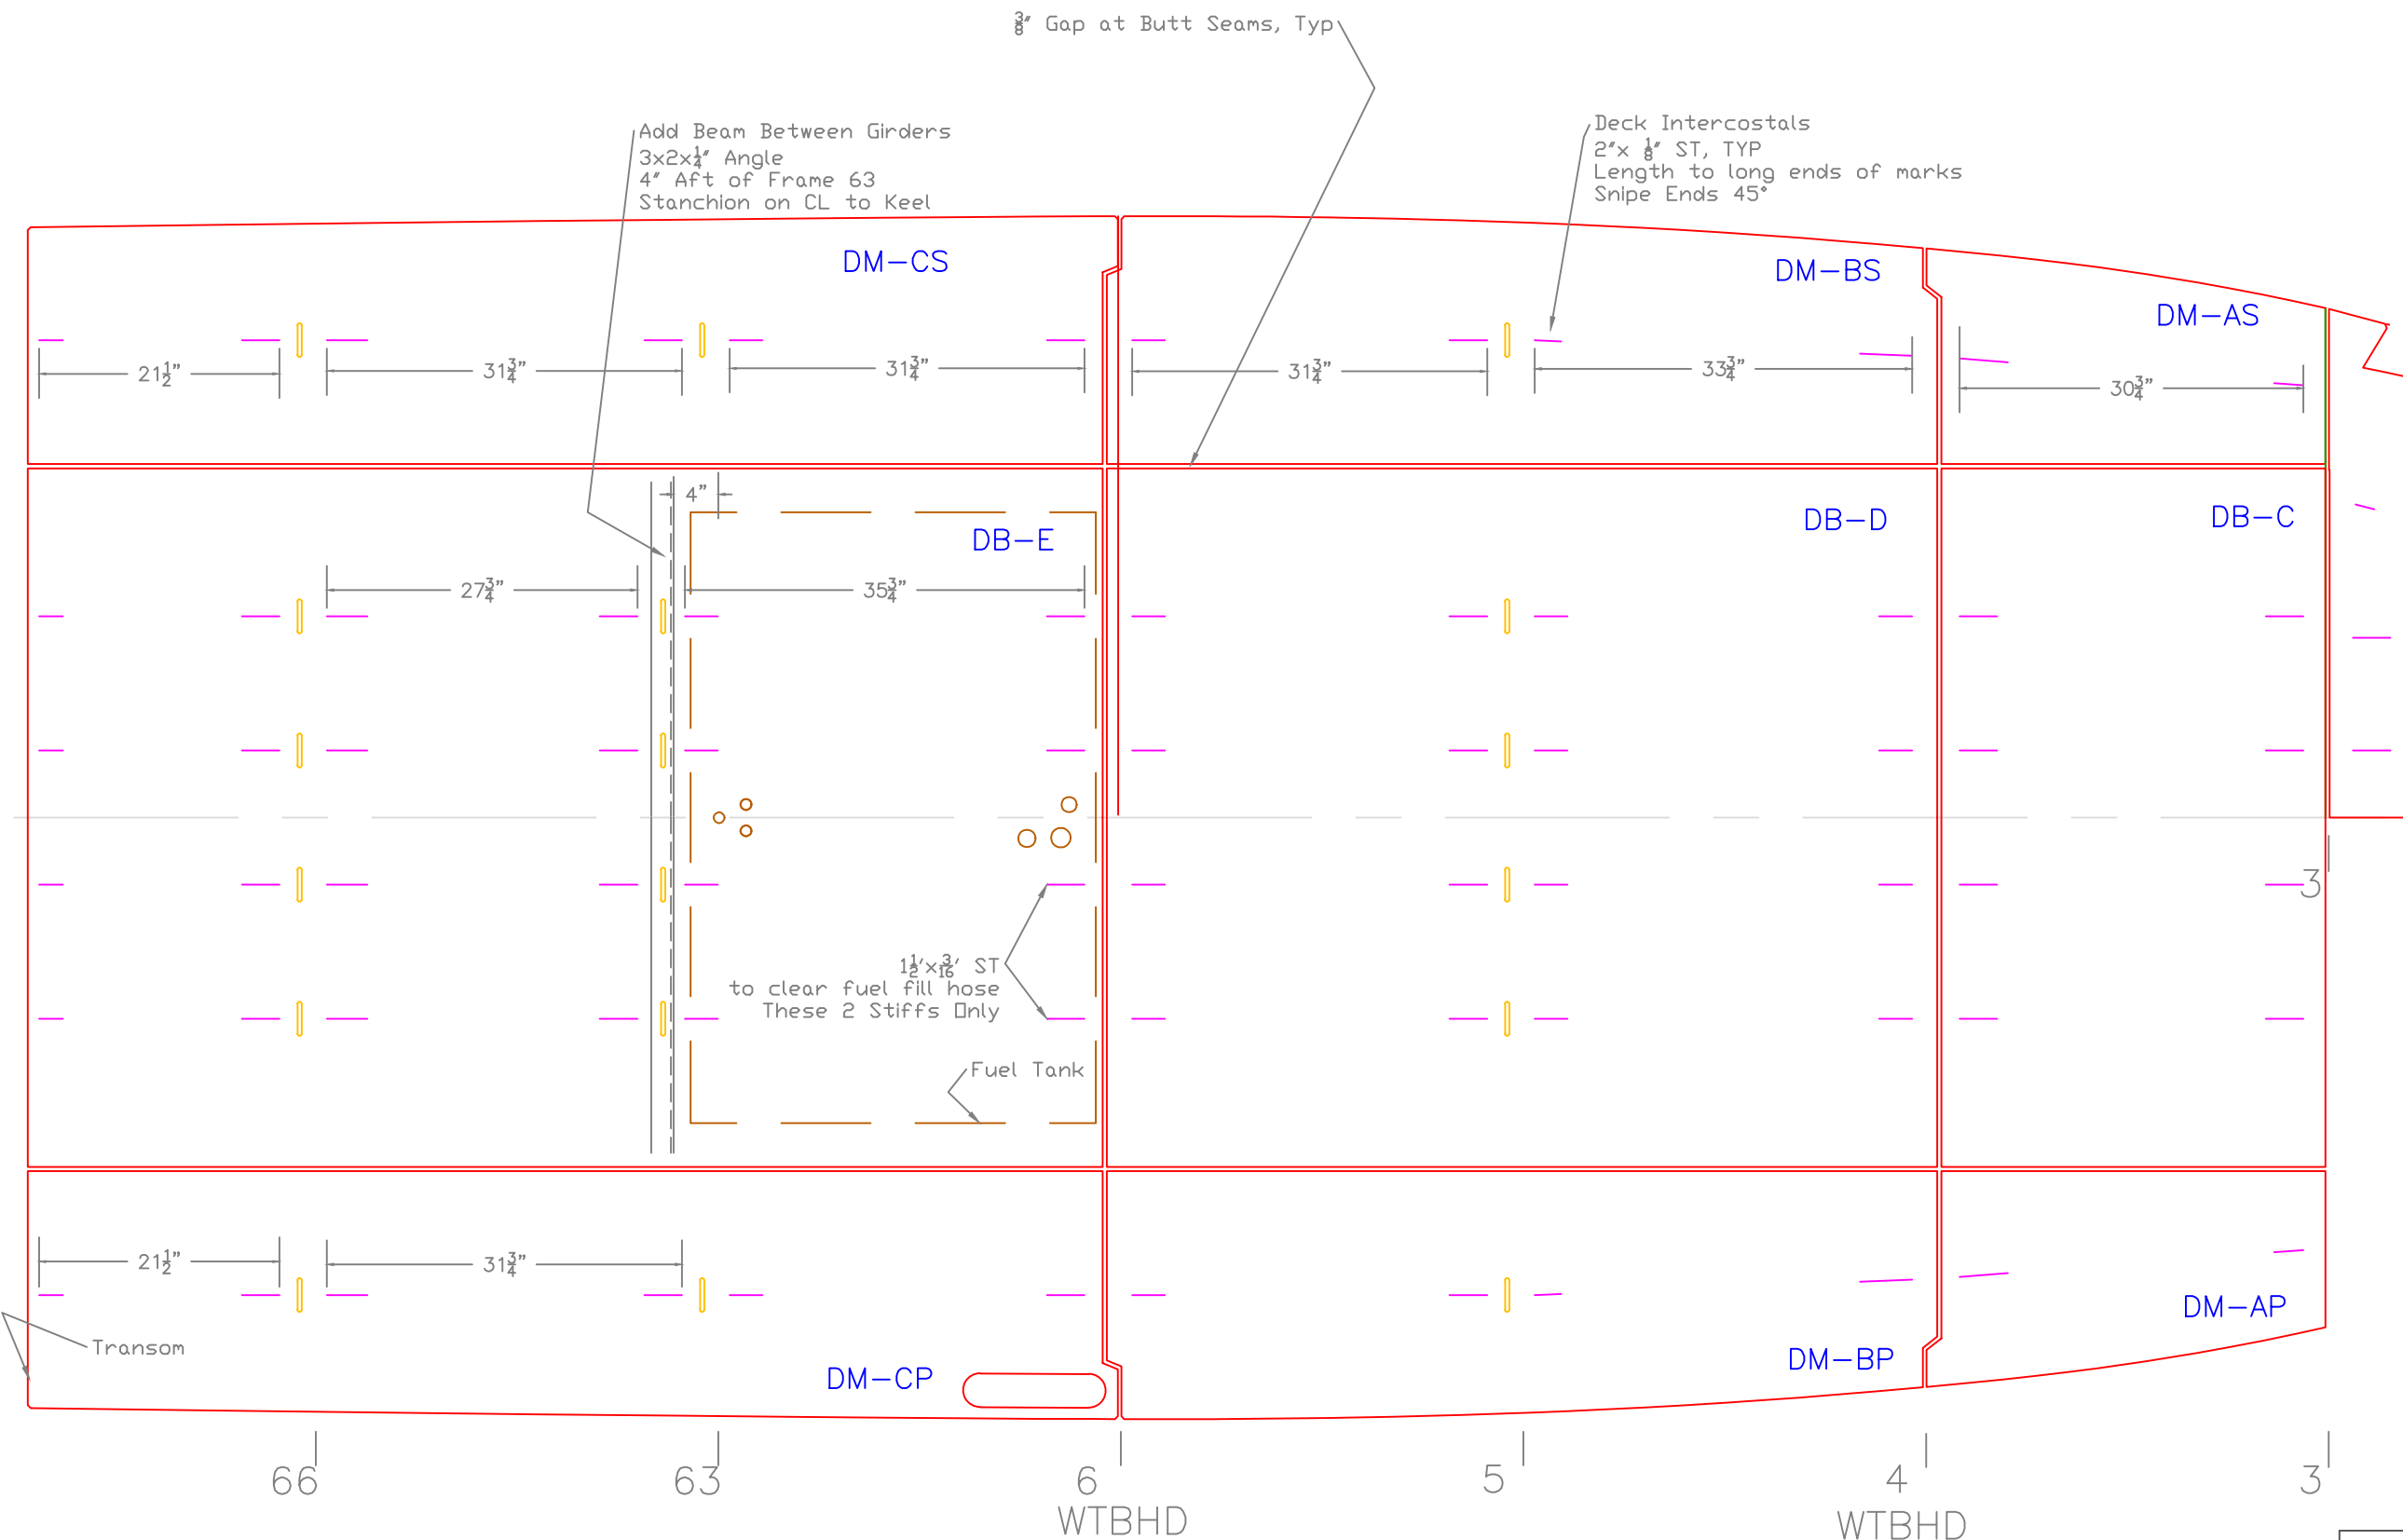 3/8" Gap at Butt Seams, Typ
Add Beam Between Girders
3x2x1/4" Angle
4" Aft of Frame 63
Stanchion on CL to Keel
Deck Intercostals
2"x 1/8" ST, TYP
Length to long ends of marks
Snipe Ends 45°
DM-CS
DM-BS
DM-AS
21 1/2"
31 3/4"
31 3/4"
31 3/4"
33 3/4"
30 3/4"
4"
DB-E
DB-D
DB-C
27 3/4"
35 3/4"
3
1 1/2'x3/16' ST
to clear fuel fill hose
These 2 Stiffs Only
Fuel Tank
21 1/2"
31 3/4"
Transom
DM-CP
DM-BP
DM-AP
66
63
6
5
4
3
WTBHD
WTBHD